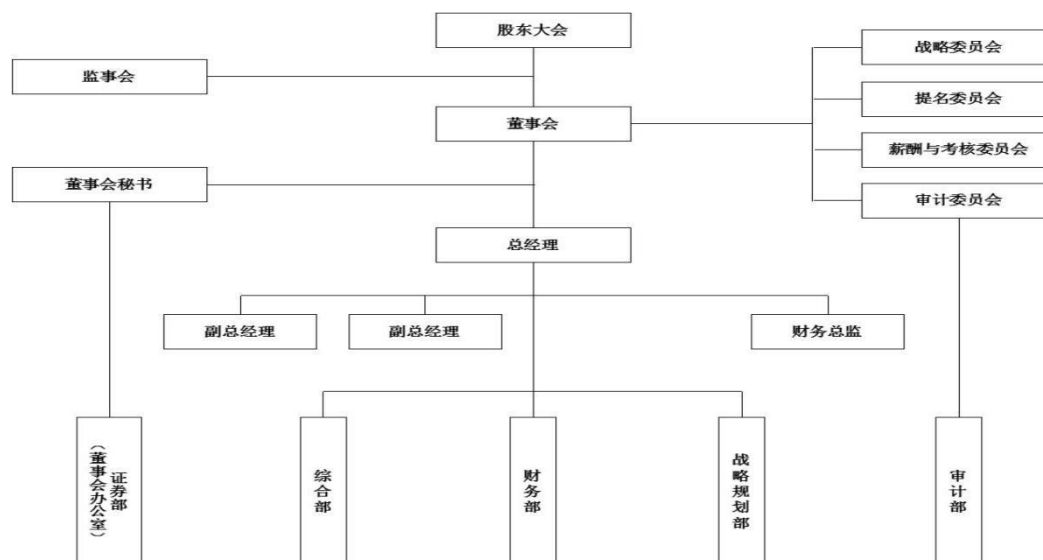 股东大会
战略委员会
监事会
提名委员会
董事会
薪酬与考核委员会
董事会秘书
审计委员会
总经理
副总经理
副总经理
财务总监
证券部
（董事会办公室）
综合部
财务部
战略规划部
审计部